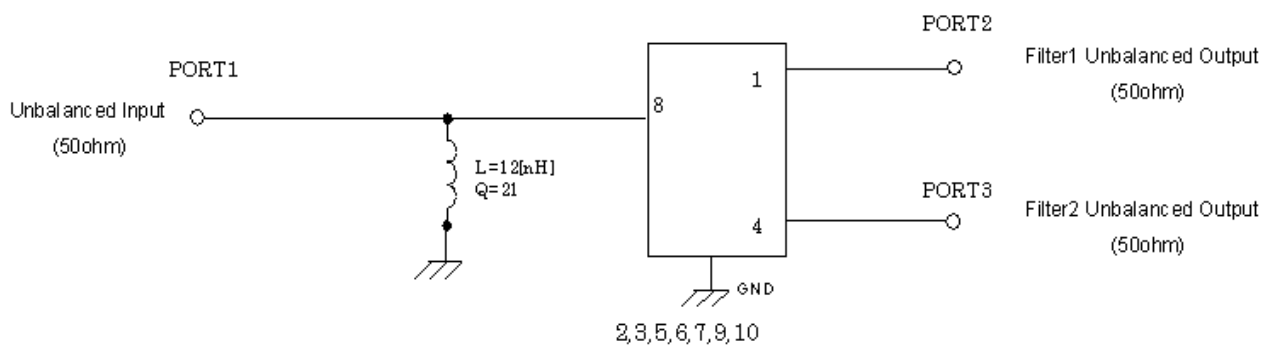 PORT1
Unbalanced Input
(50ohm)
8
L=12[nH]
Q=21
1
4
GND
2,3,5,6,7,9,10
PORT2
Filter1 Unbalanced Output
(50ohm)
PORT3
Filter2 Unbalanced Output
(50ohm)